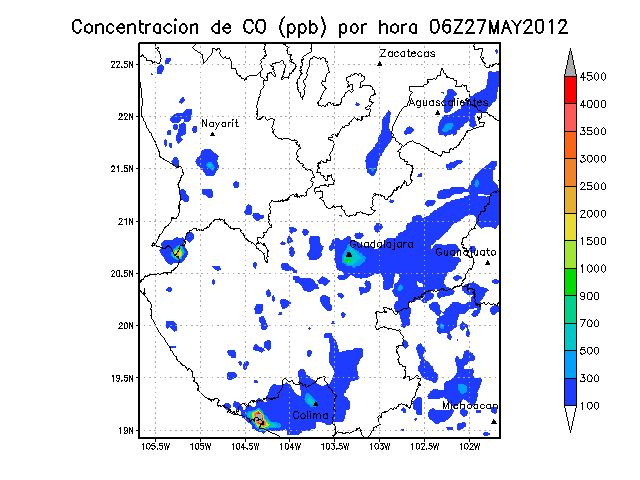 Concentracion de CO (ppb) por hora 06Z27MAY2012
Zacatecas
22.5N
4500
Aguascalientes
4000
22N
Nayarit
3500
3000
21.5N
2500
2000
21N
1500
Guadalajara
Guanajuato
1000
20.5N
900
700
20N
500
300
19.5N
100
Michoacan
Colima
19N
105.5W 105W 104.5W 104W 103.5W 103W 102.5W 102W